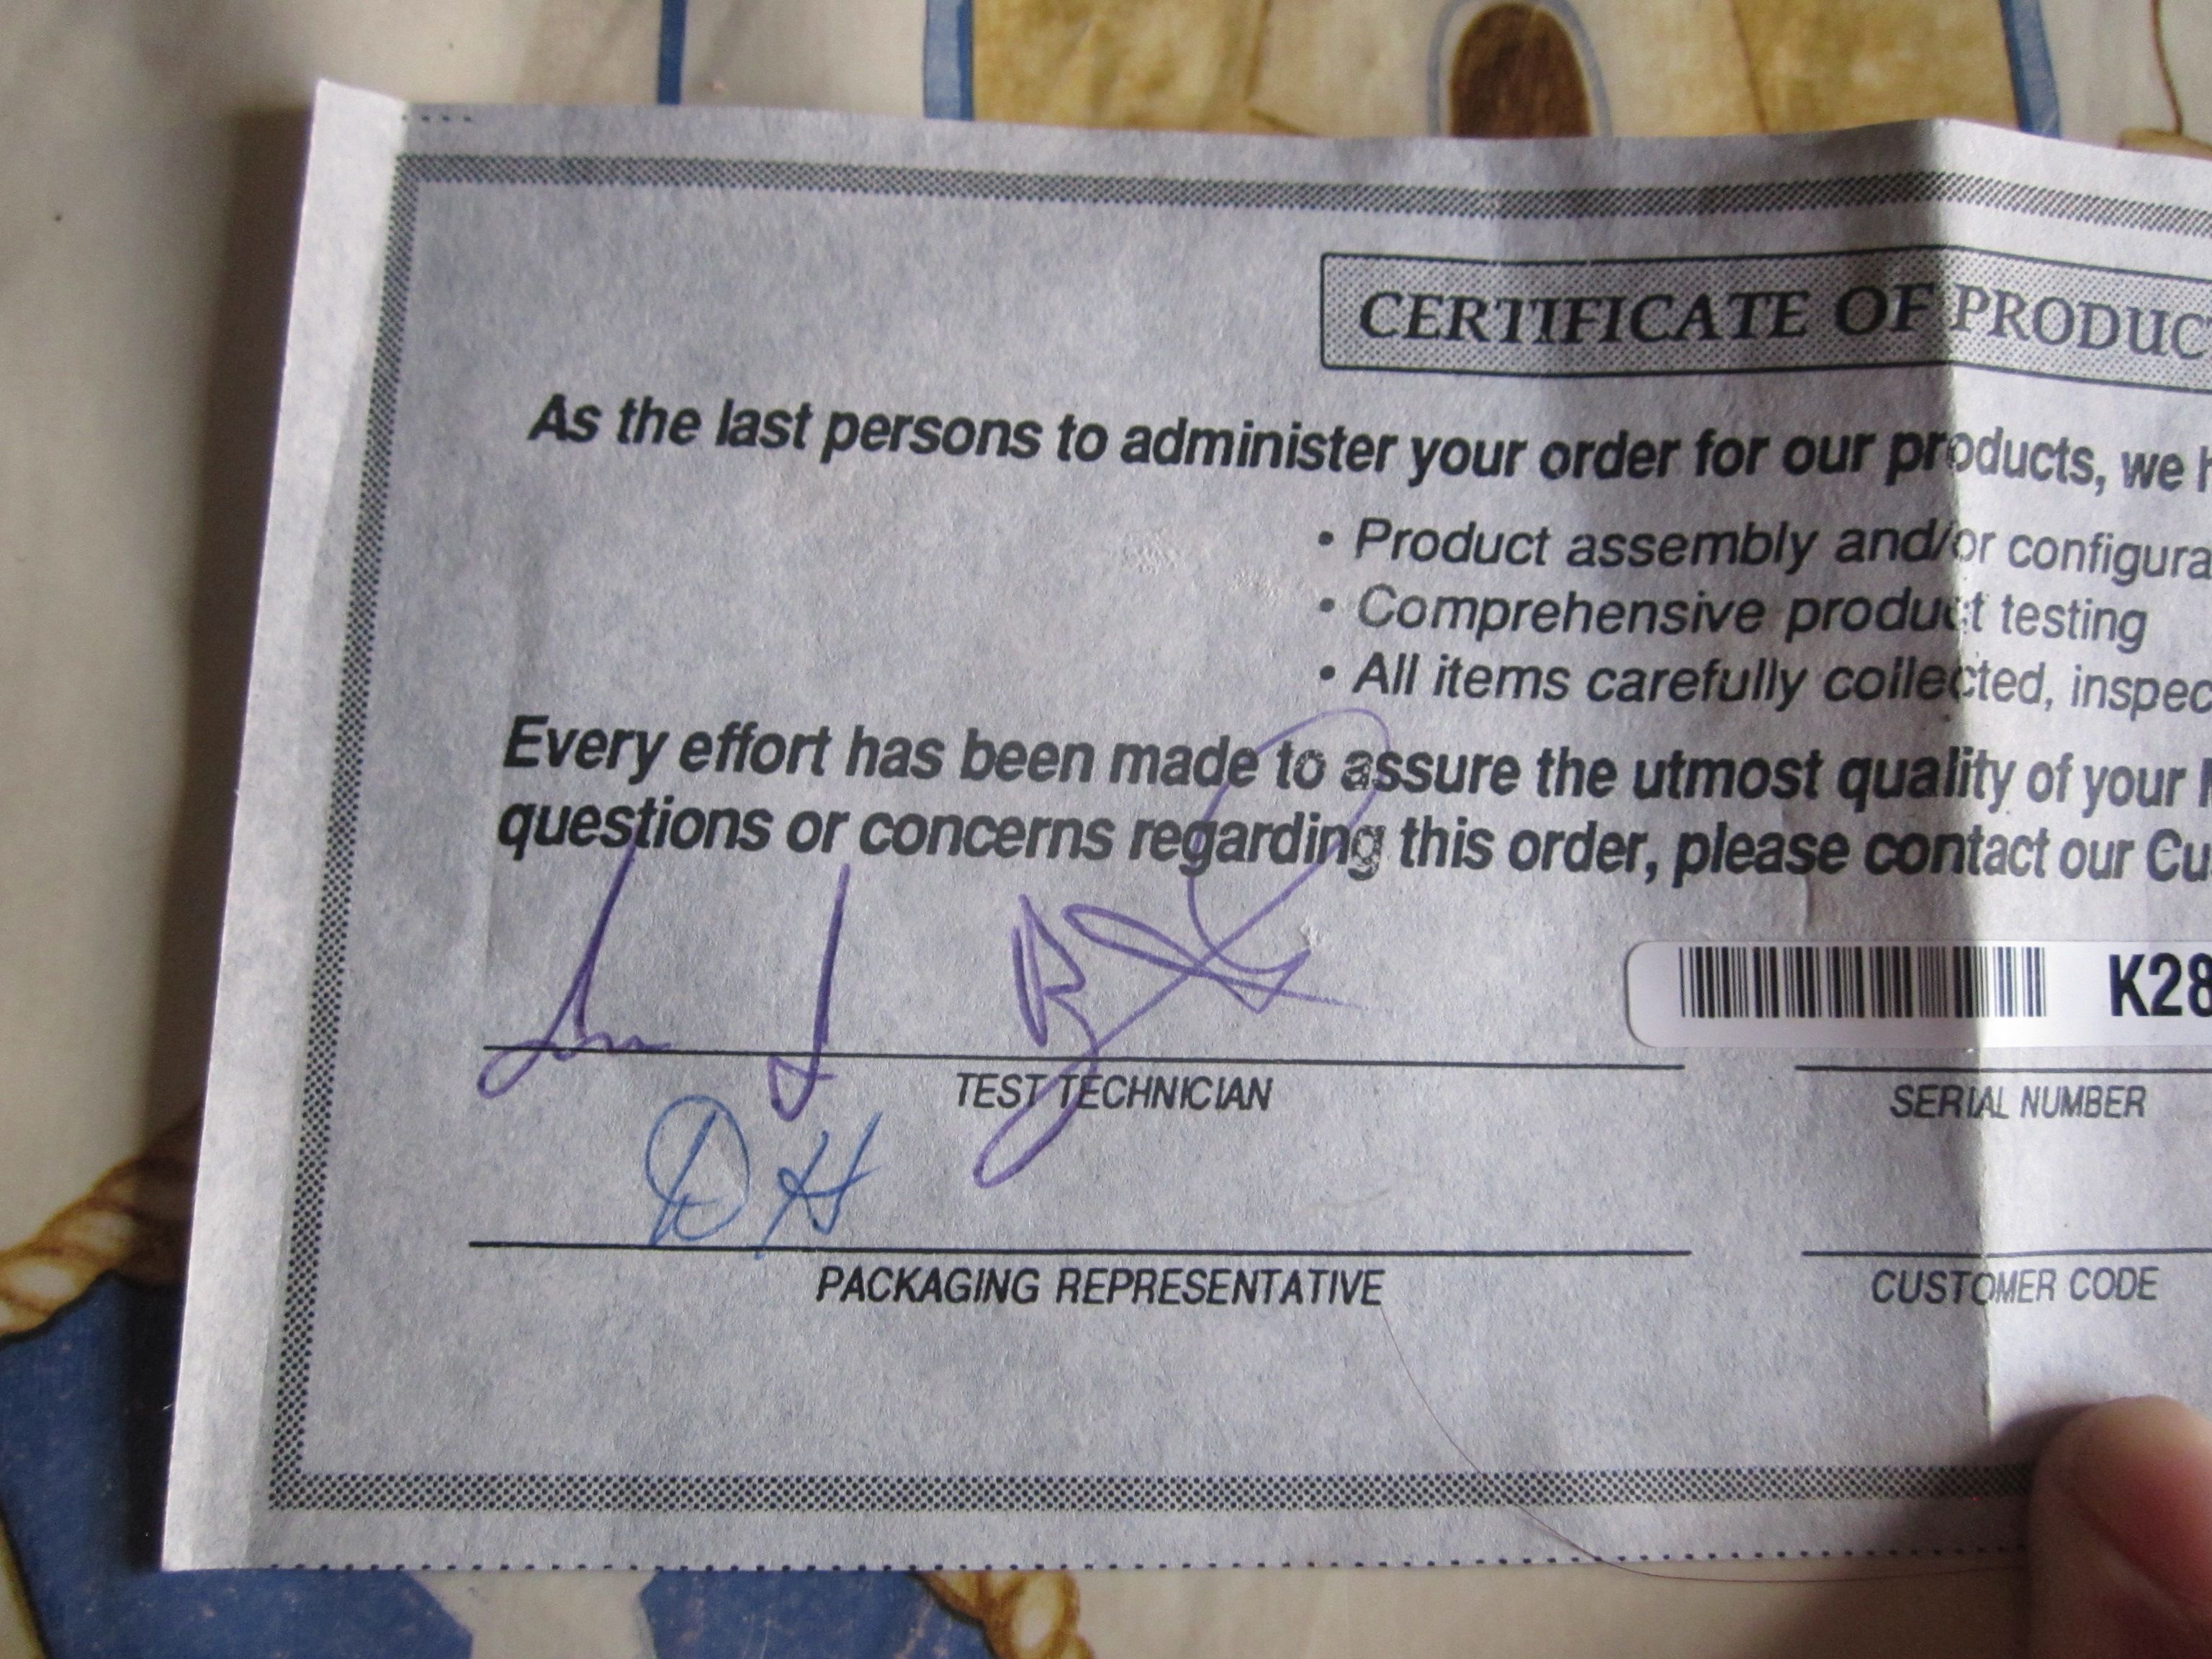 CERTIFICATE OF PRODUC
As the last persons to administer your order for our products, we h
• Product assembly and/or configura
• Comprehensive product testing
• All items carefully collected, inspec
Every effort has been made to assure the utmost quality of your
questions or concerns regarding this order, please contact our Cu
K28
TEST TECHNICIAN
SERIAL NUMBER
DH
PACKAGING REPRESENTATIVE
CUSTOMER CODE